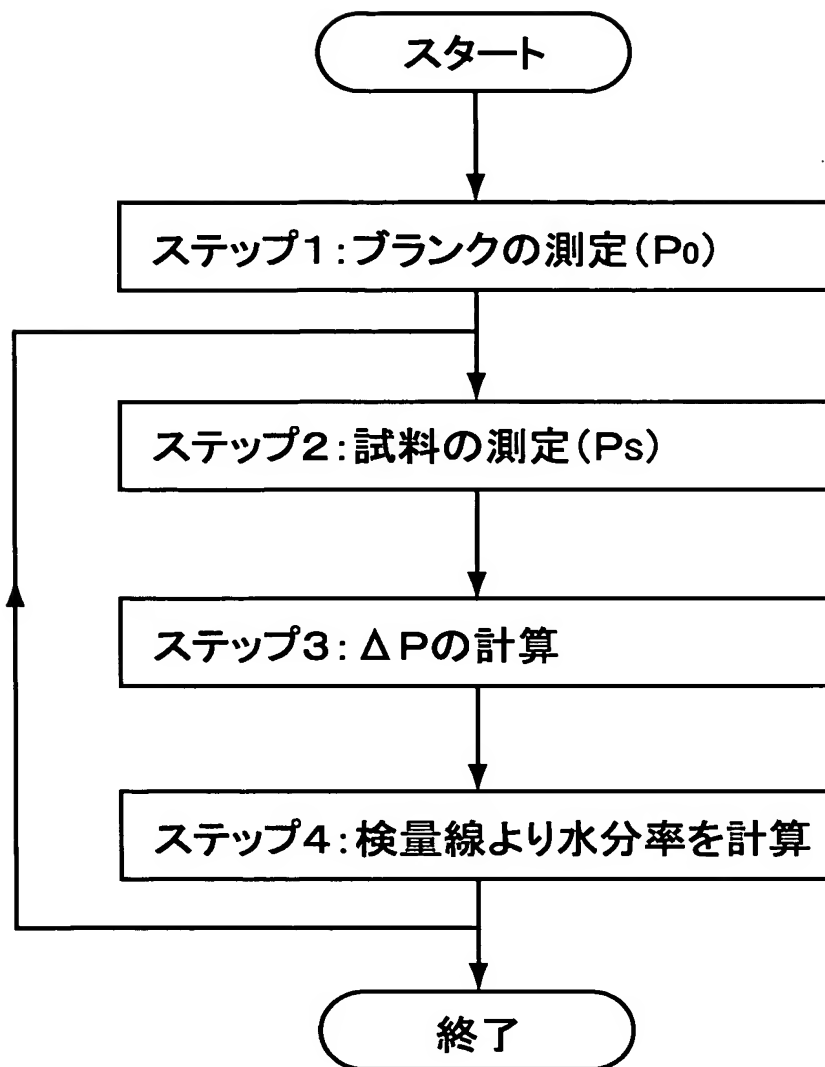 スタート
ステップ1:ブランクの測定(P0)
ステップ2:試料の測定(Ps)
ステップ3:ΔPの計算
ステップ4:検量線より水分率を計算
終了